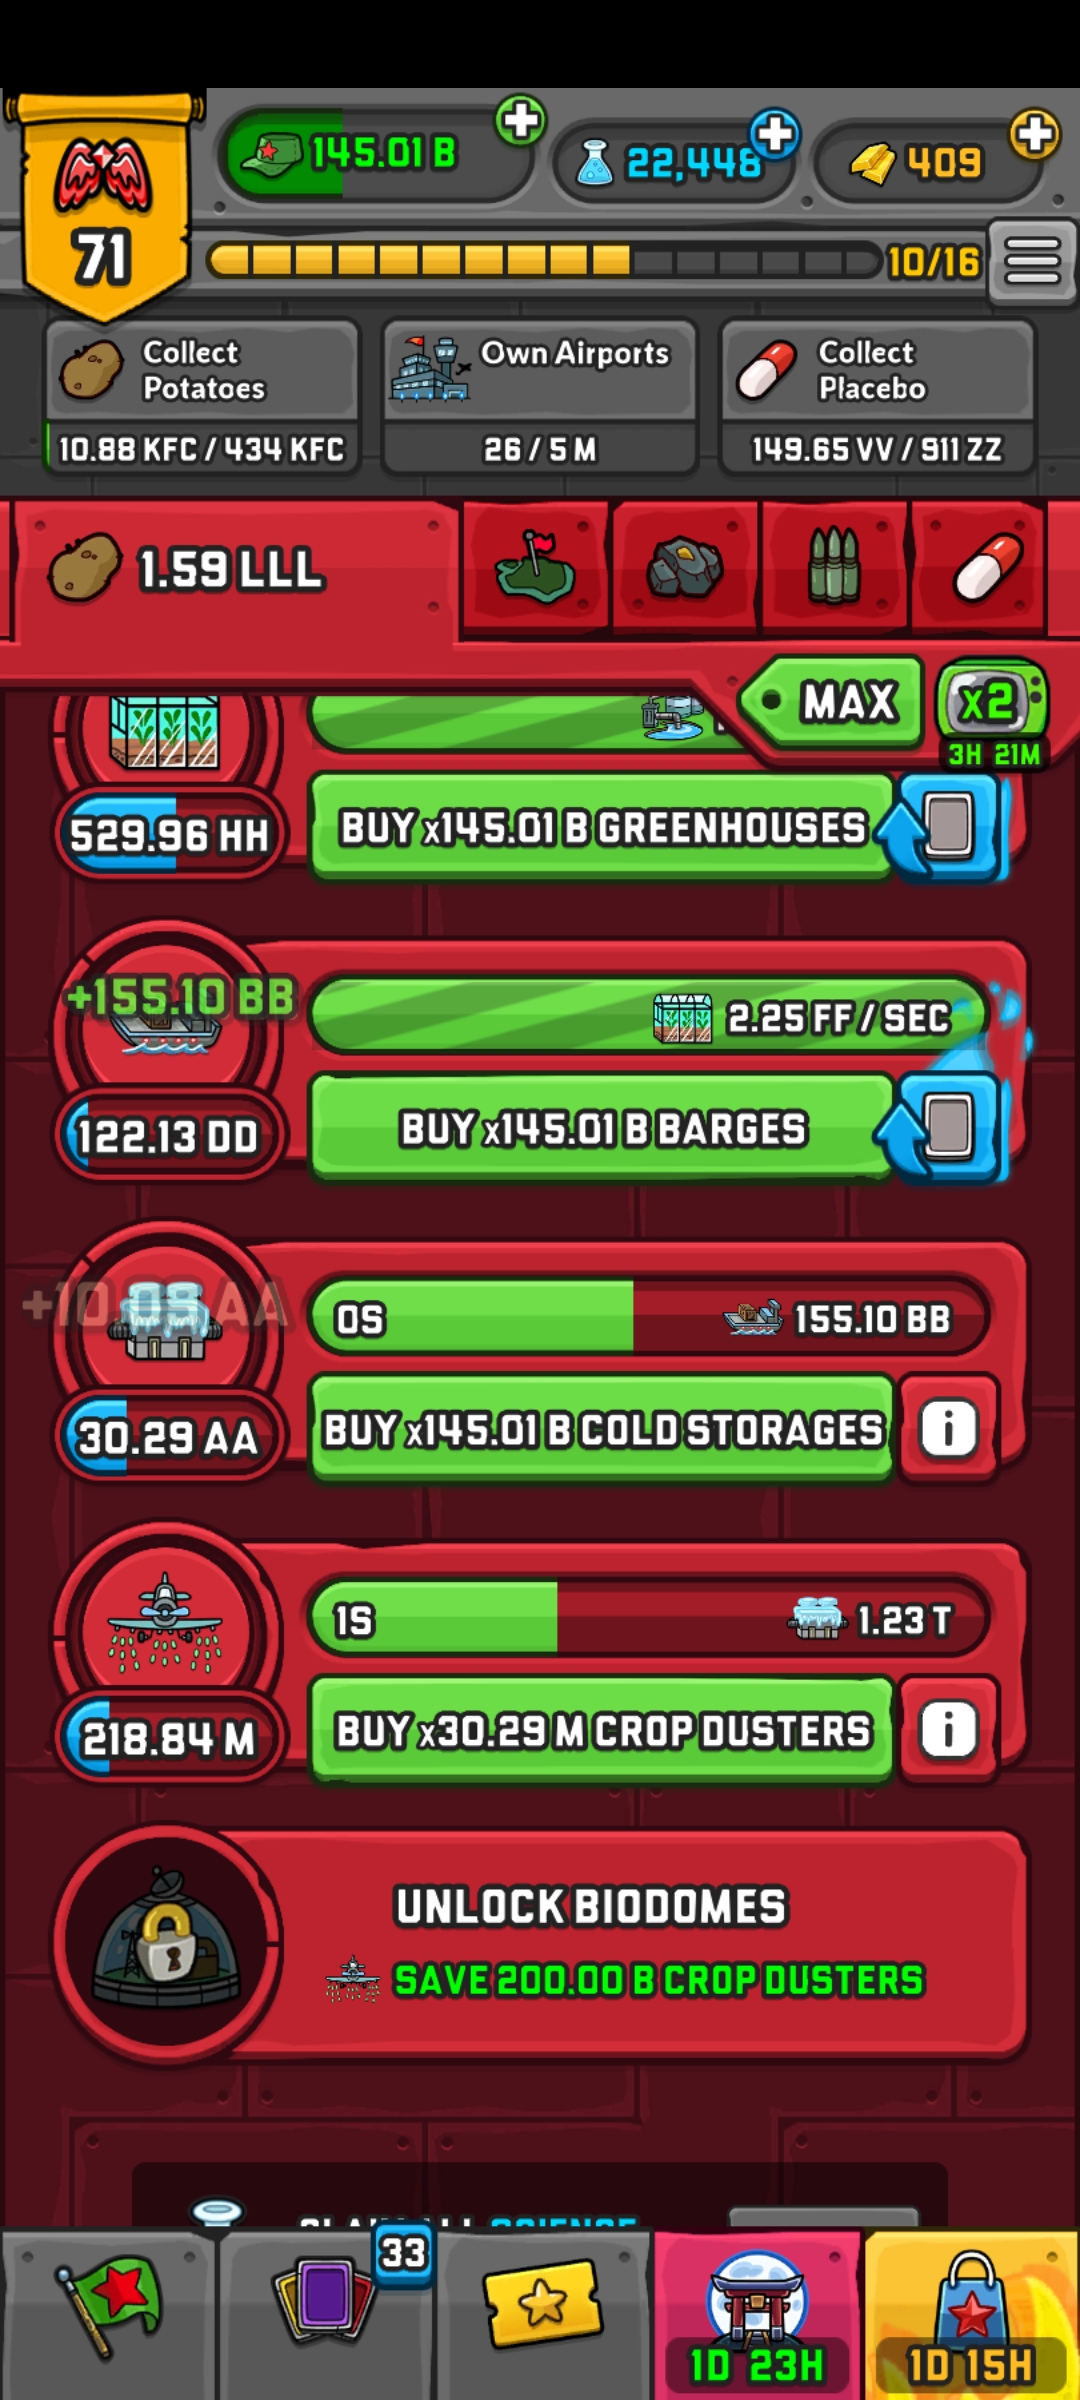 145.01 B
22,448
409
71
10/16
Collect
Potatoes
10.88 KFC / 434 KFC
Own Airports
26 / 5 M
Collect
Placebo
149.65 VV / 911 ZZ
1.59 LLL
MAX
x2
3H 21M
529.96 HH
BUY x145.01 B GREENHOUSES
+155.10 BB
2.25 FF / SEC
122.13 DD
BUY x145.01 B BARGES
+10.09 AA
0S
155.10 BB
30.29 AA
BUY x145.01 B COLD STORAGES
i
1S
1.23 T
218.84 M
BUY x30.29 M CROP DUSTERS
i
UNLOCK BIODOMES
SAVE 200.00 B CROP DUSTERS
33
1D 23H
1D 15H